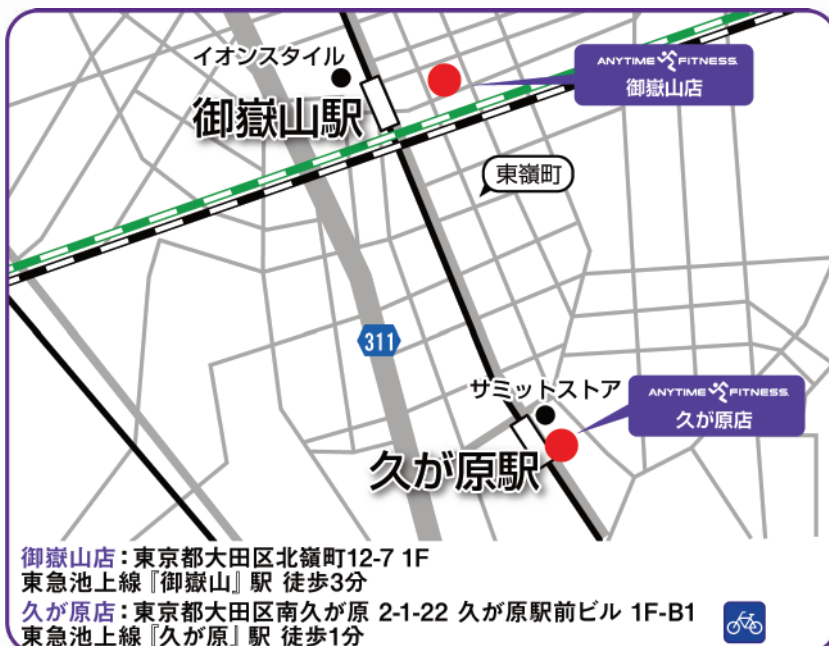 イオンスタイル
御嶽山駅
ANYTIME FITNESS
御嶽山店
東嶺町
311
サミットストア
ANYTIME FITNESS
久が原店
久が原駅
御嶽山店：東京都大田区北嶺町12-7 1F
東急池上線『御嶽山』駅 徒歩3分
久が原店：東京都大田区南久が原 2-1-22 久が原駅前ビル 1F-B1
東急池上線『久が原』駅 徒歩1分